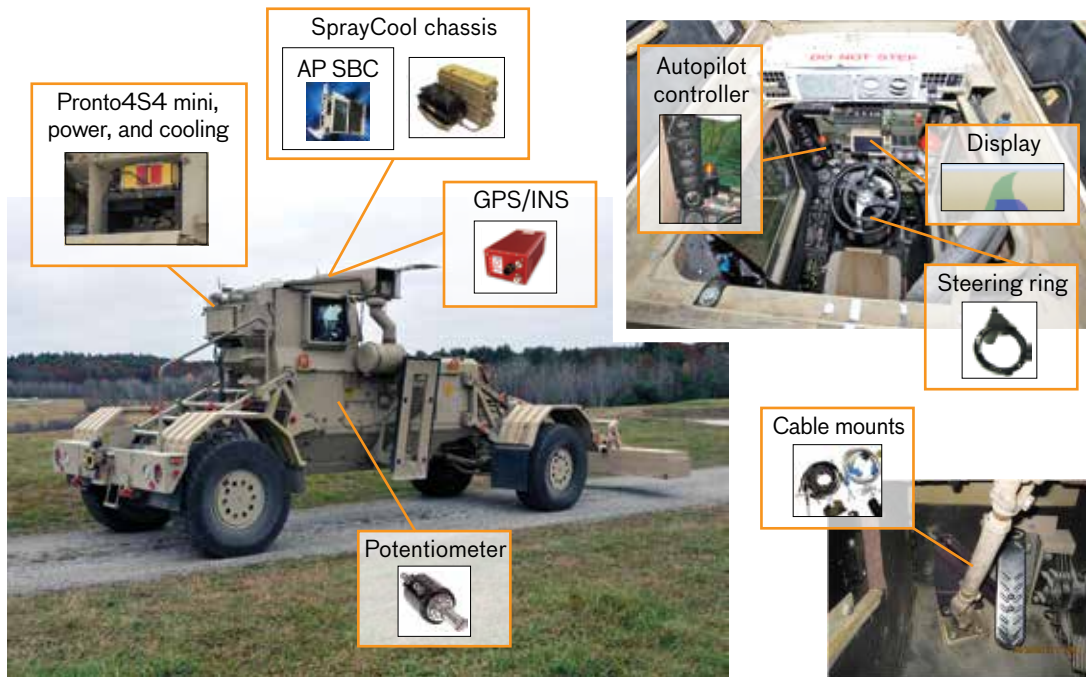 SprayCool chassis
AP SBC
Pronto4S4 mini,
power, and cooling
GPS/INS
Potentiometer
DO NOT STEP
Autopilot
controller
Display
Steering ring
Cable mounts